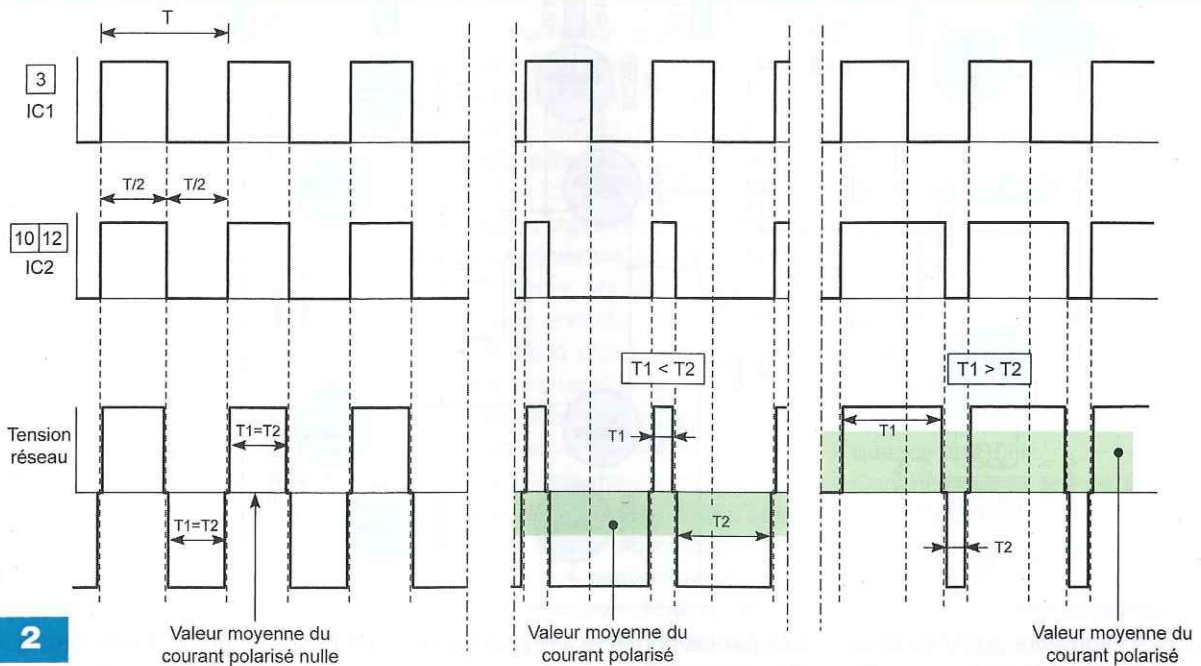 T
3
IC1
T/2 T/2
10 12
IC2
T1 < T2
T1 > T2
Tension
réseau
T1=T2
T1
T1
T1=T2
T2
T2
2
Valeur moyenne du
courant polarisé nulle
Valeur moyenne du
courant polarisé
Valeur moyenne du
courant polarisé